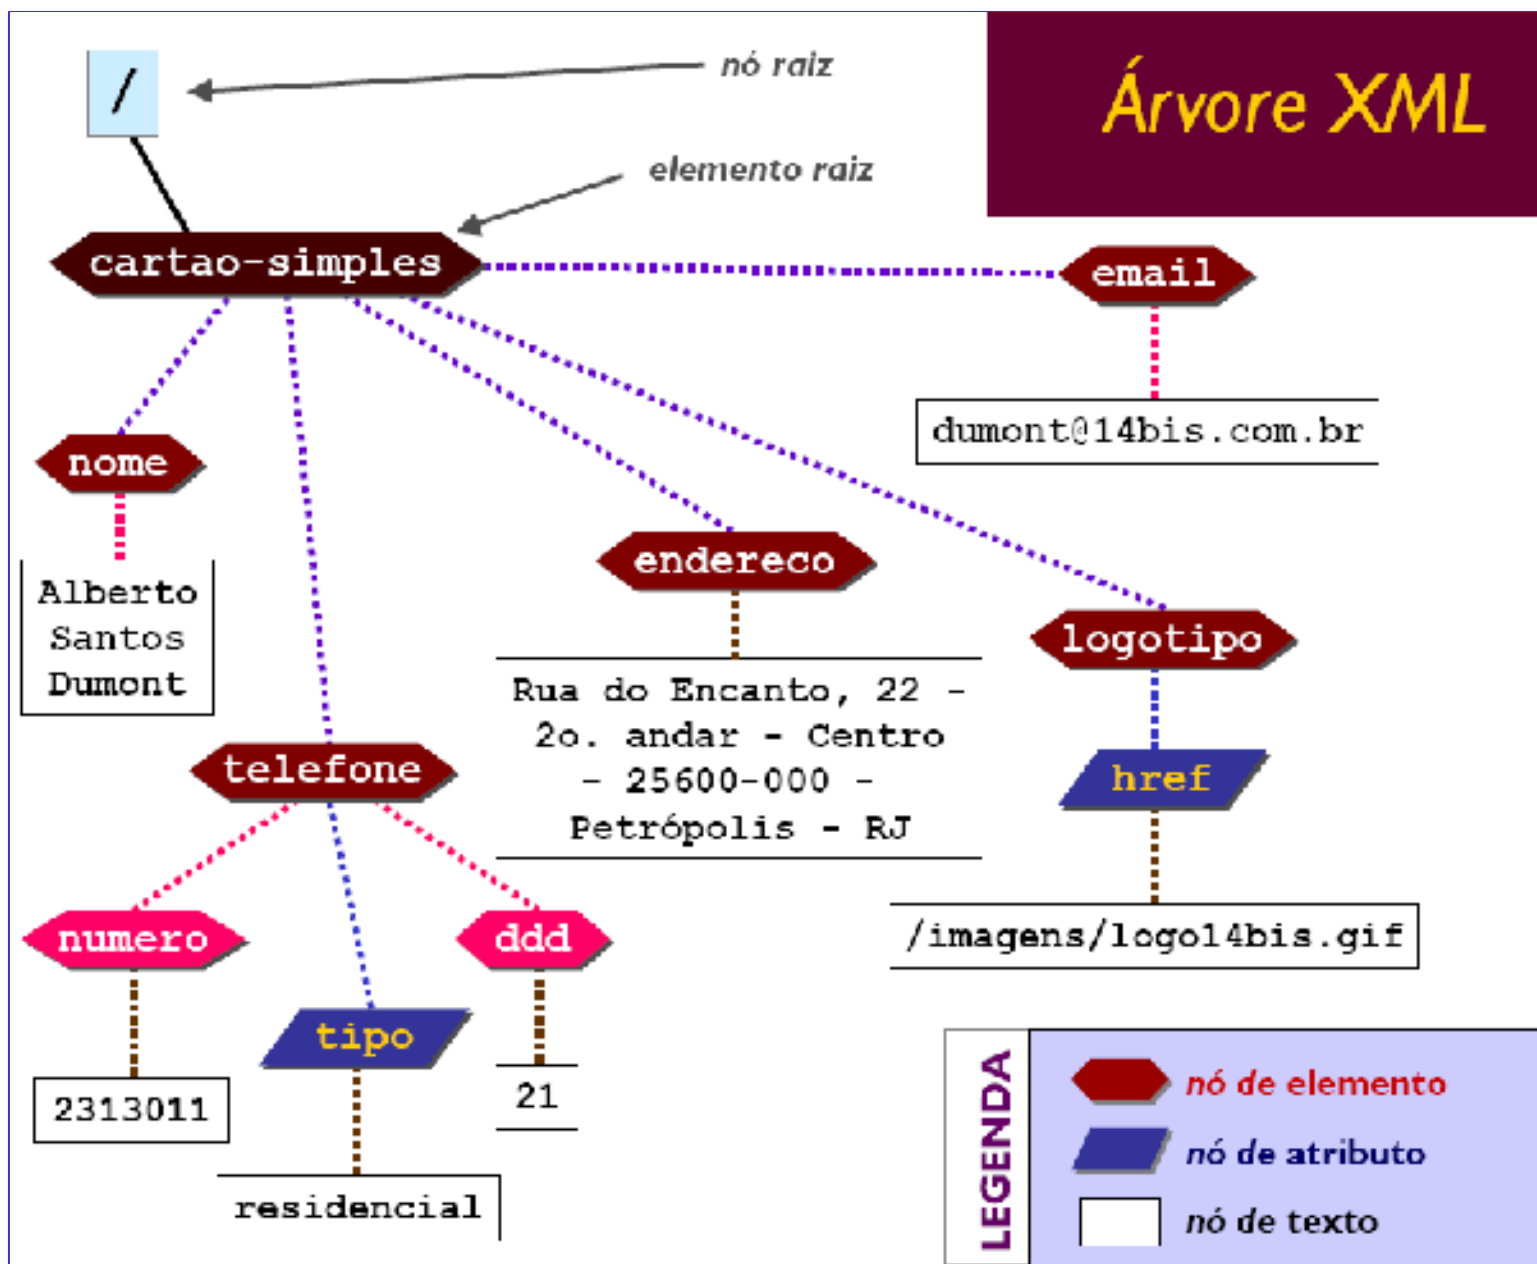 /
nó raiz
Árvore XML
elemento raiz
cartao-simples
email
dumont@14bis.com.br
nome
Alberto
Santos
Dumont
endereco
Rua do Encanto, 22 -
2o. andar - Centro
- 25600-000 -
Petrópolis - RJ
logotipo
href
/imagens/logo14bis.gif
telefone
numero
ddd
tipo
2313011
21
residencial
LEGENDA
nó de elemento
nó de atributo
nó de texto